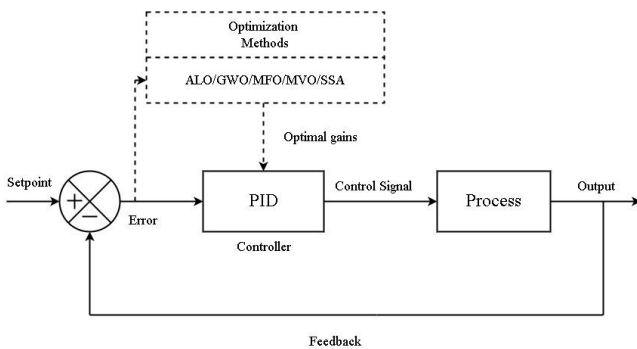 Optimization
Methods
ALO/GWO/MFO/MVO/SSA
Optimal gains
Setpoint
+
−
Error
PID
Controller
Control Signal
Process
Output
Feedback